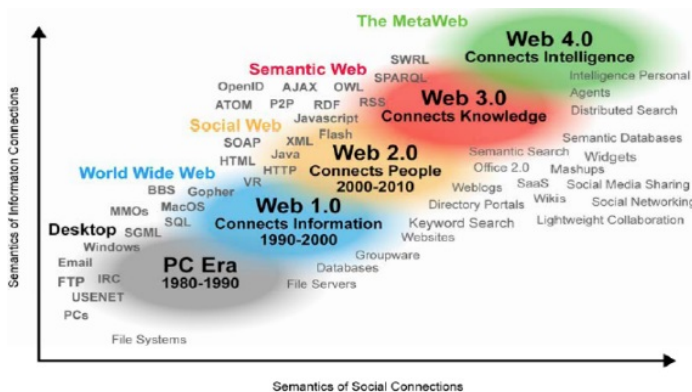 The MetaWeb
Web 4.0
Connects Intelligence
SWRL
SPARQL
Intelligence Personal
Agents
Distributed Search
Semantic Web
OpenID AJAX OWL
ATOM P2P RDF RSS
Javascript
Flash
Web 3.0
Connects Knowledge
Semantic Databases
Social Web
SOAP XML
HTML Java
HTTP
VR
Web 2.0
Connects People
2000-2010
Semantic Search Widgets
Office 2.0 Mashups
Weblogs SaaS Social Media Sharing
Directory Portals Wikis Social Networking
Keyword Search Lightweight Collaboration
Websites
World Wide Web
BBS Gopher
MMOs MacOS
SQL
SGML
Web 1.0
Connects Information
1990-2000
Groupware
Databases
File Servers
Desktop
Windows
Email
FTP IRC
USENET
PCs
File Systems
PC Era
1980-1990
Semantics of Informaton Connections
Semantics of Social Connections